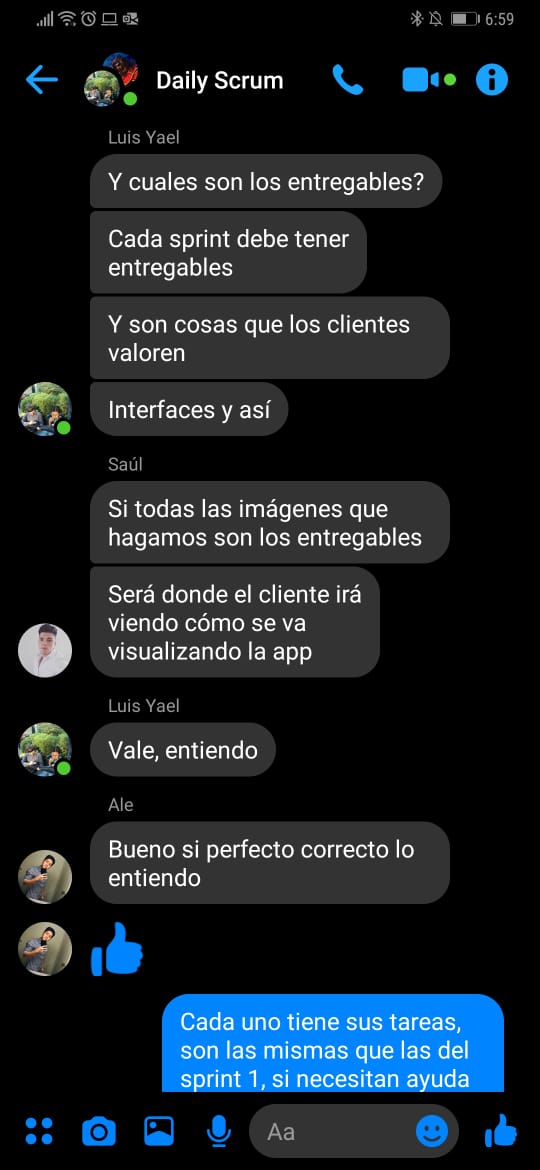 6:59
Daily Scrum
Luis Yael
Y cuales son los entregables?
Cada sprint debe tener
entregables
Y son cosas que los clientes
valoren
Interfaces y así
Saúl
Si todas las imágenes que
hagamos son los entregables
Será donde el cliente irá
viendo cómo se va
visualizando la app
Luis Yael
Vale, entiendo
Ale
Bueno si perfecto correcto lo
entiendo
Cada uno tiene sus tareas,
son las mismas que las del
sprint 1, si necesitan ayuda
Aa